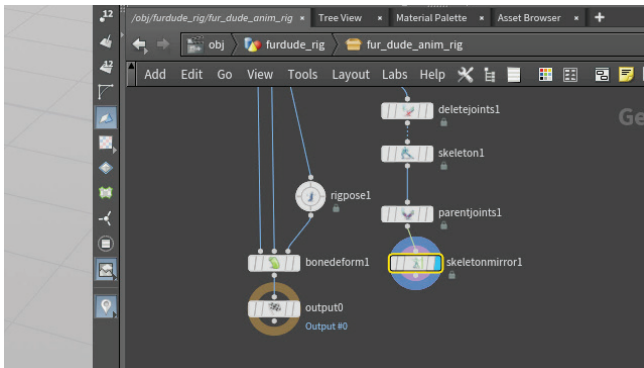 12
/obj/furdude_rig/fur_dude_anim_rig × Tree View × Material Palette × Asset Browser × +
12
obj furdude_rig fur_dude_anim_rig
Add Edit Go View Tools Layout Labs Help
Ge
deletejoints1
skeleton1
rigpose1
parentjoints1
bonedeform1
skeletonmirror1
output0
Output #0